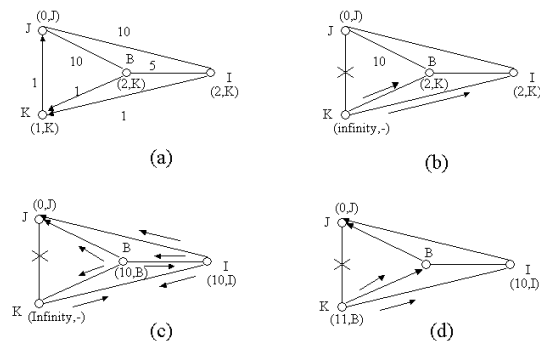 (0,J)
J
10
10
B
5
1
1
(2,K)
I
(2,K)
K
1
(1,K)
(a)
(0,J)
J
10
B
(2,K)
I
(2,K)
K
(infinity,-)
(b)
(0,J)
J
B
(10,B)
I
(10,I)
K
(Infinity,-)
(c)
(0,J)
J
B
I
(10,I)
K
(11,B)
(d)